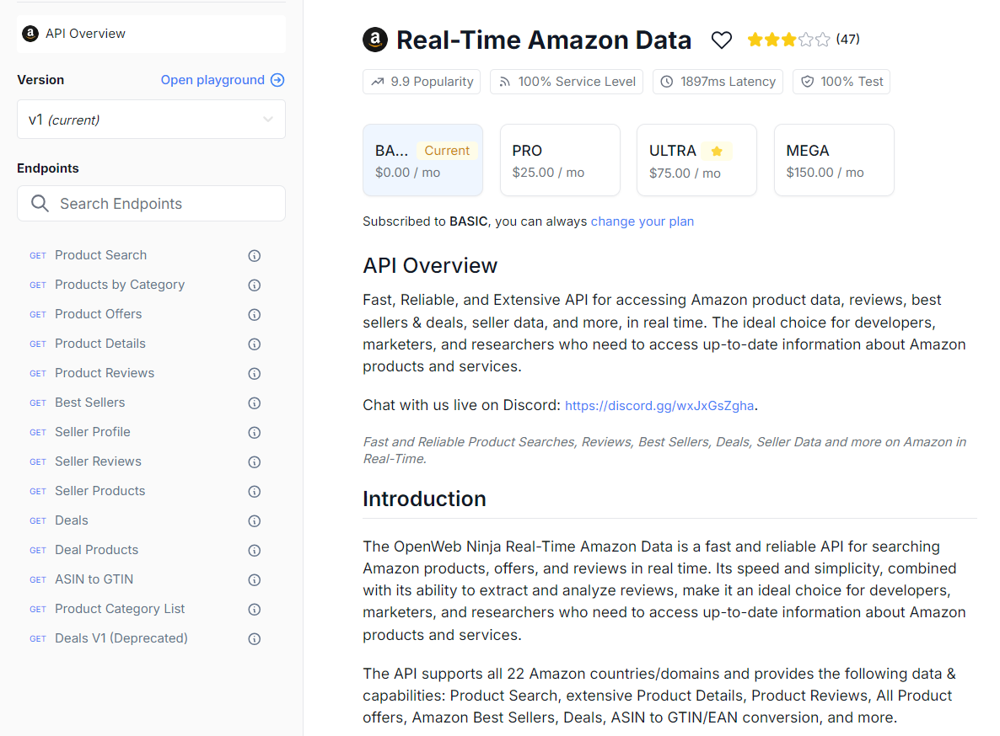 API Overview
Version
Open playground
v1 (current)
Endpoints
Search Endpoints
GET Product Search
GET Products by Category
GET Product Offers
GET Product Details
GET Product Reviews
GET Best Sellers
GET Seller Profile
GET Seller Reviews
GET Seller Products
GET Deals
GET Deal Products
GET ASIN to GTIN
GET Product Category List
GET Deals V1 (Deprecated)
Real-Time Amazon Data (47)
9.9 Popularity 100% Service Level 1897ms Latency 100% Test
BA... Current PRO ULTRA MEGA
$0.00 / mo $25.00 / mo $75.00 / mo $150.00 / mo
Subscribed to BASIC, you can always change your plan
API Overview
Fast, Reliable, and Extensive API for accessing Amazon product data, reviews, best
sellers & deals, seller data, and more, in real time. The ideal choice for developers,
marketers, and researchers who need to access up-to-date information about Amazon
products and services.
Chat with us live on Discord: https://discord.gg/wxJxGsZgha.
Fast and Reliable Product Searches, Reviews, Best Sellers, Deals, Seller Data and more on Amazon in
Real-Time.
Introduction
The OpenWeb Ninja Real-Time Amazon Data is a fast and reliable API for searching
Amazon products, offers, and reviews in real time. Its speed and simplicity, combined
with its ability to extract and analyze reviews, make it an ideal choice for developers,
marketers, and researchers who need to access up-to-date information about Amazon
products and services.
The API supports all 22 Amazon countries/domains and provides the following data &
capabilities: Product Search, extensive Product Details, Product Reviews, All Product
offers, Amazon Best Sellers, Deals, ASIN to GTIN/EAN conversion, and more.